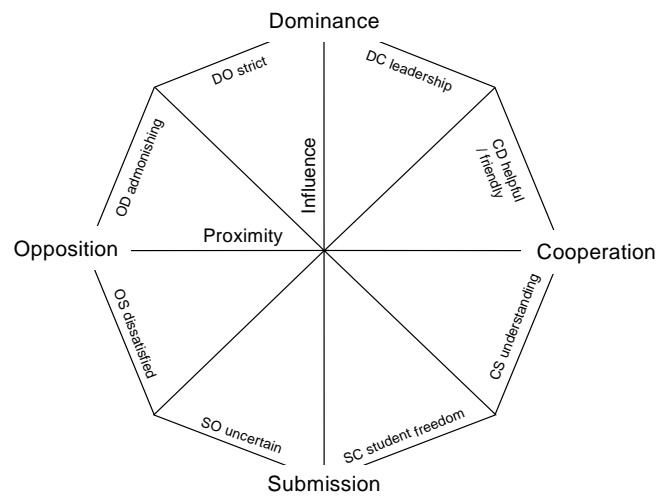 Dominance
DO strict
DC leadership
OD admonishing
Influence
CD helpful
/ friendly
Opposition
Proximity
Cooperation
OS dissatisfied
CS understanding
SO uncertain
SC student freedom
Submission